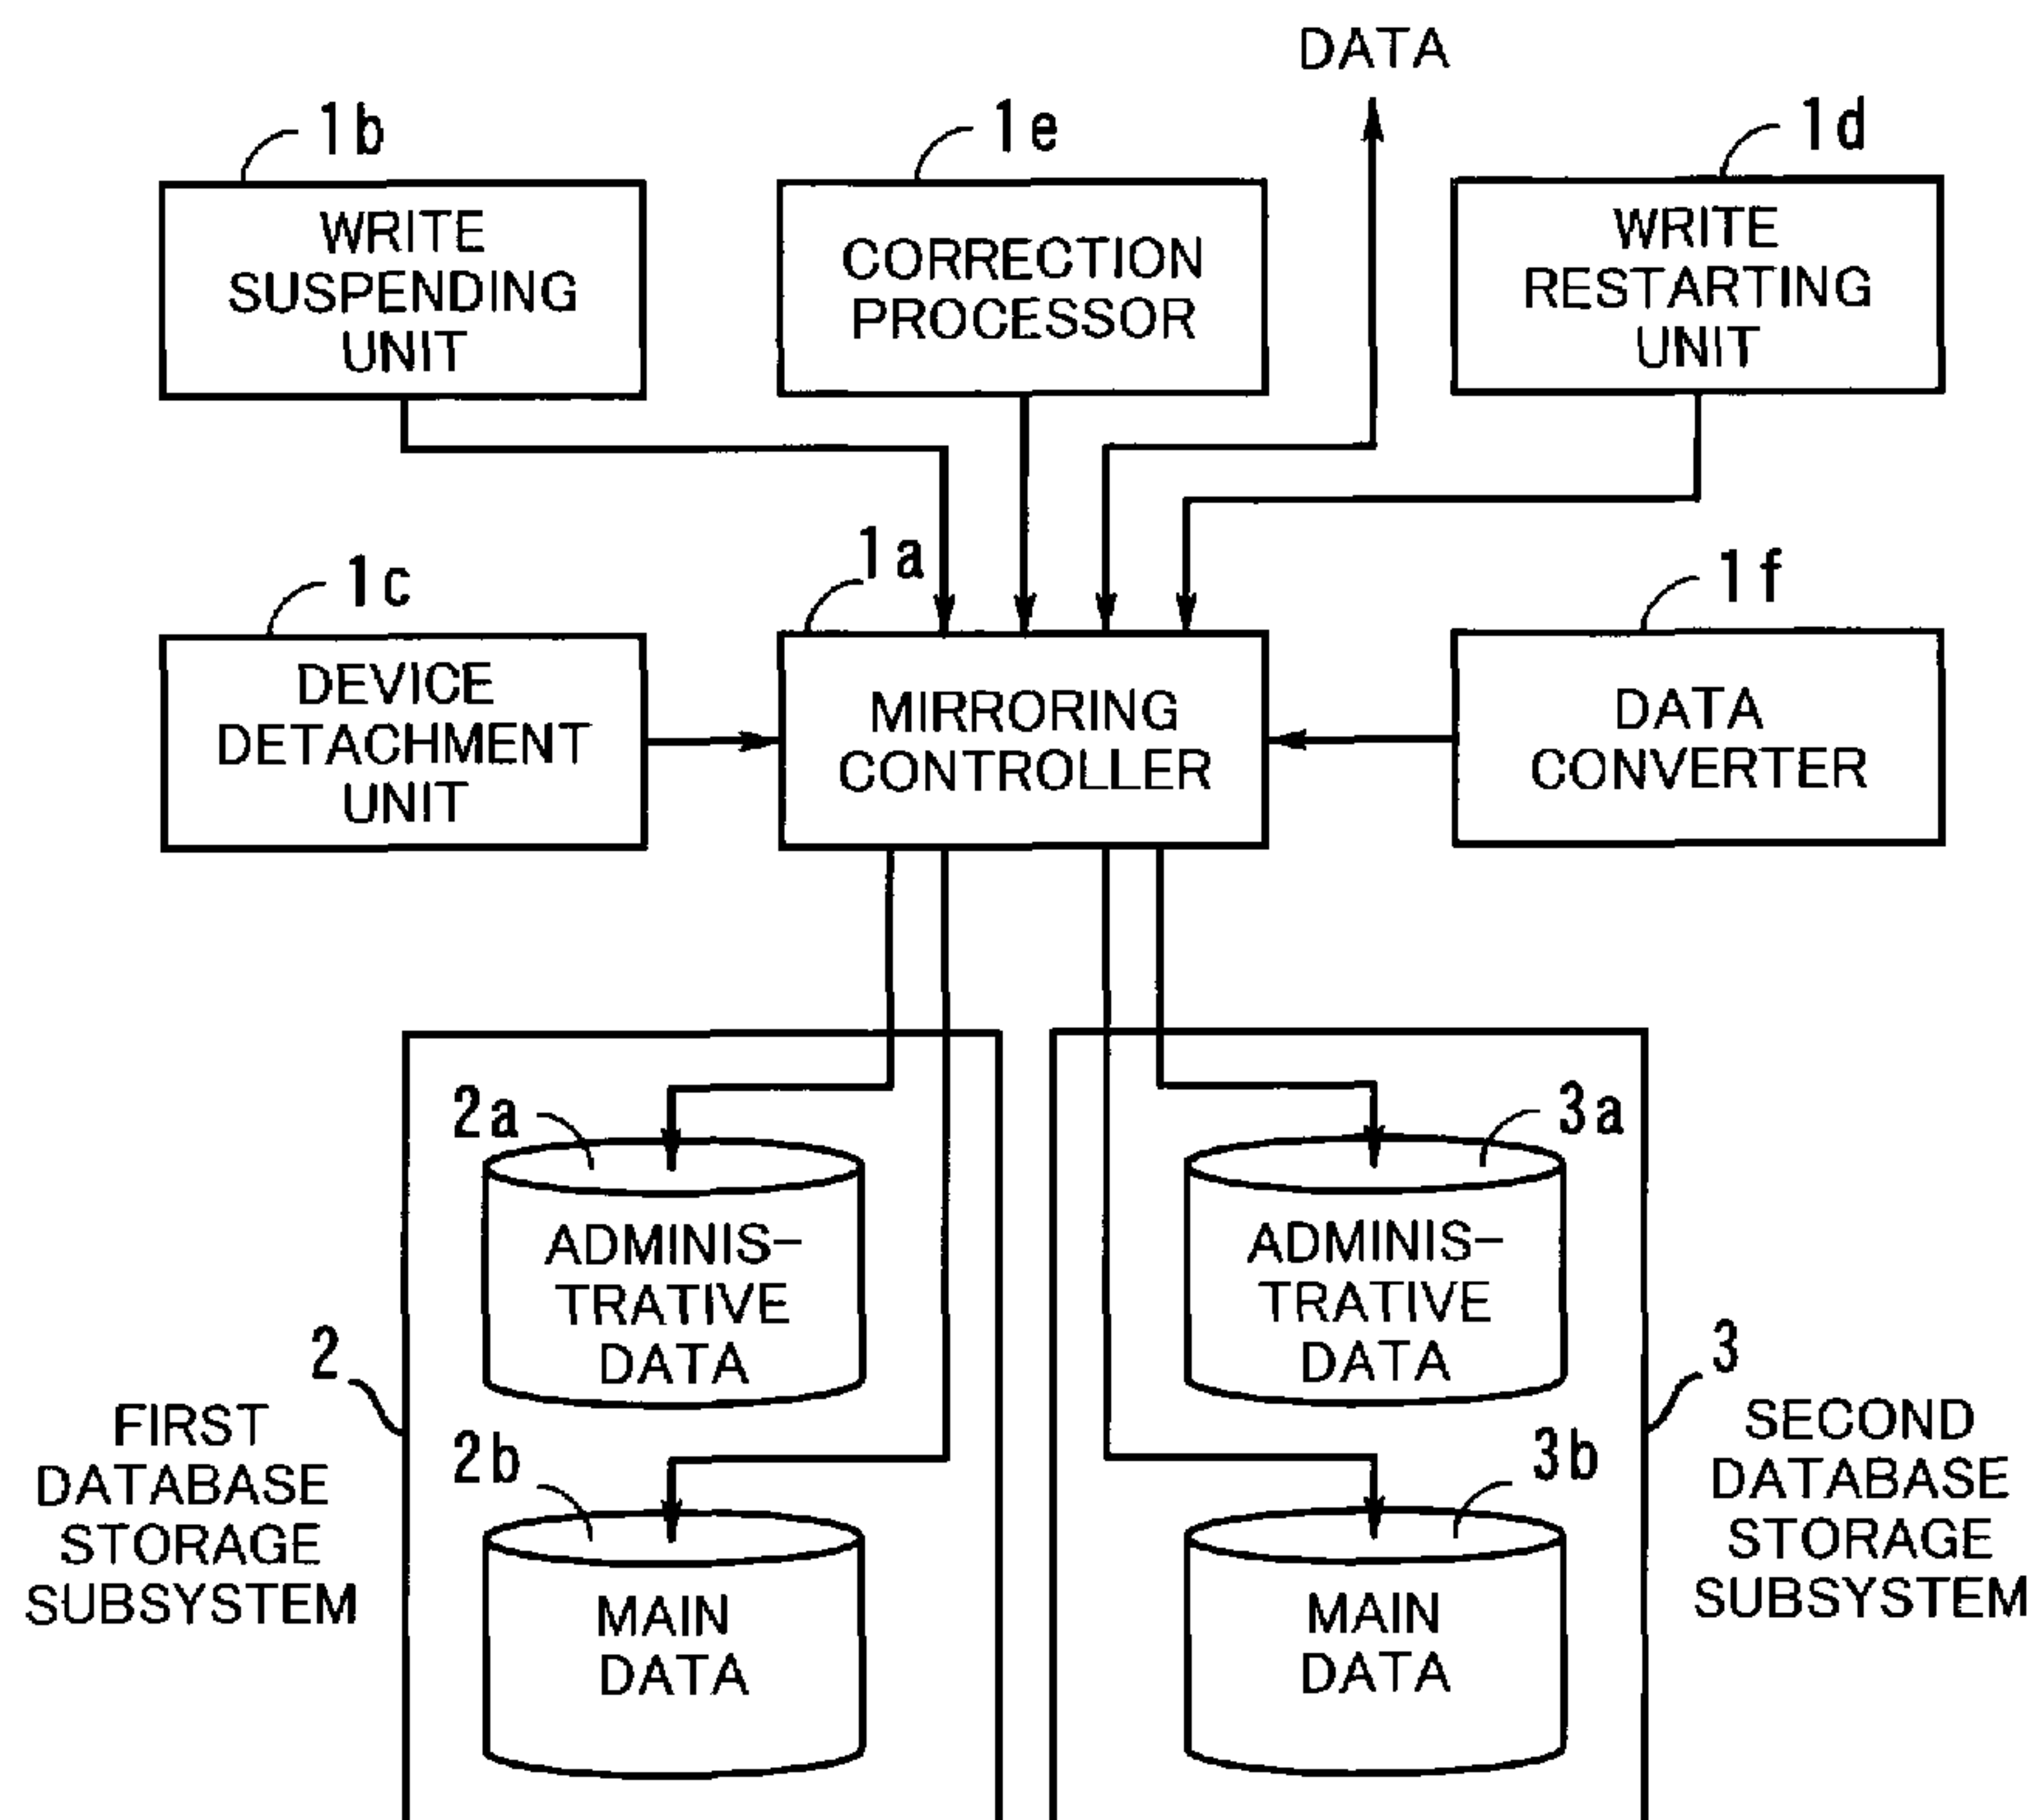 DATA
1b
1e
1d
WRITE
SUSPENDING
UNIT
CORRECTION
PROCESSOR
WRITE
RESTARTING
UNIT
1c
1a
1f
DEVICE
DETACHMENT
UNIT
MIRRORING
CONTROLLER
DATA
CONVERTER
2a
3a
ADMINIS-
TRATIVE
DATA
ADMINIS-
TRATIVE
DATA
2
FIRST
DATABASE
STORAGE
SUBSYSTEM
3
SECOND
DATABASE
STORAGE
SUBSYSTEM
2b
3b
MAIN
DATA
MAIN
DATA